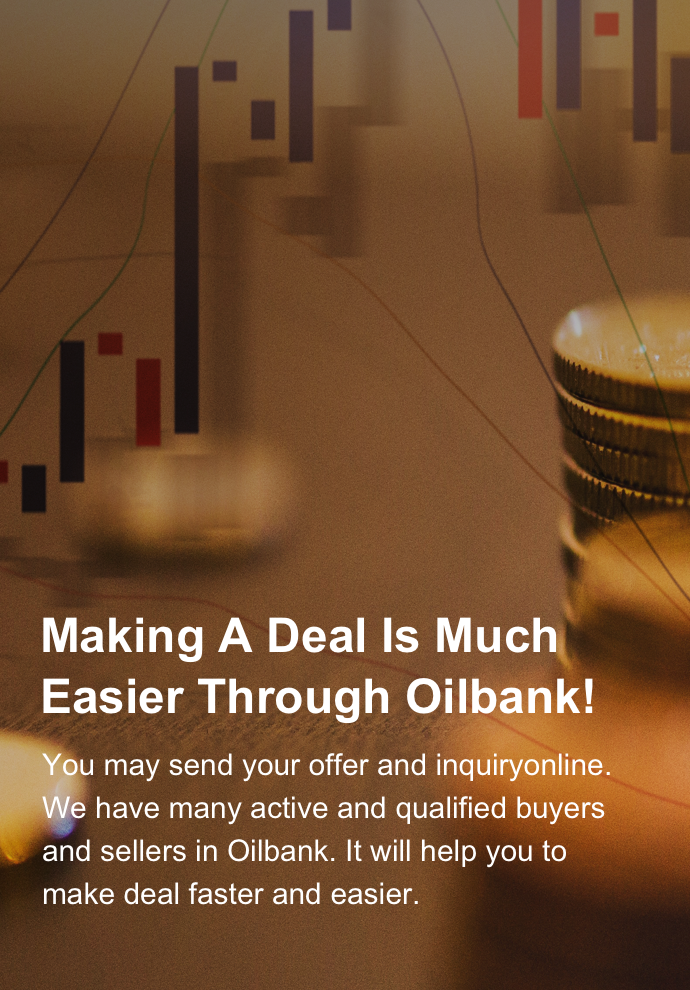 Making A Deal Is Much
Easier Through Oilbank!
You may send your offer and inquiryonline.
We have many active and qualified buyers
and sellers in Oilbank. It will help you to
make deal faster and easier.